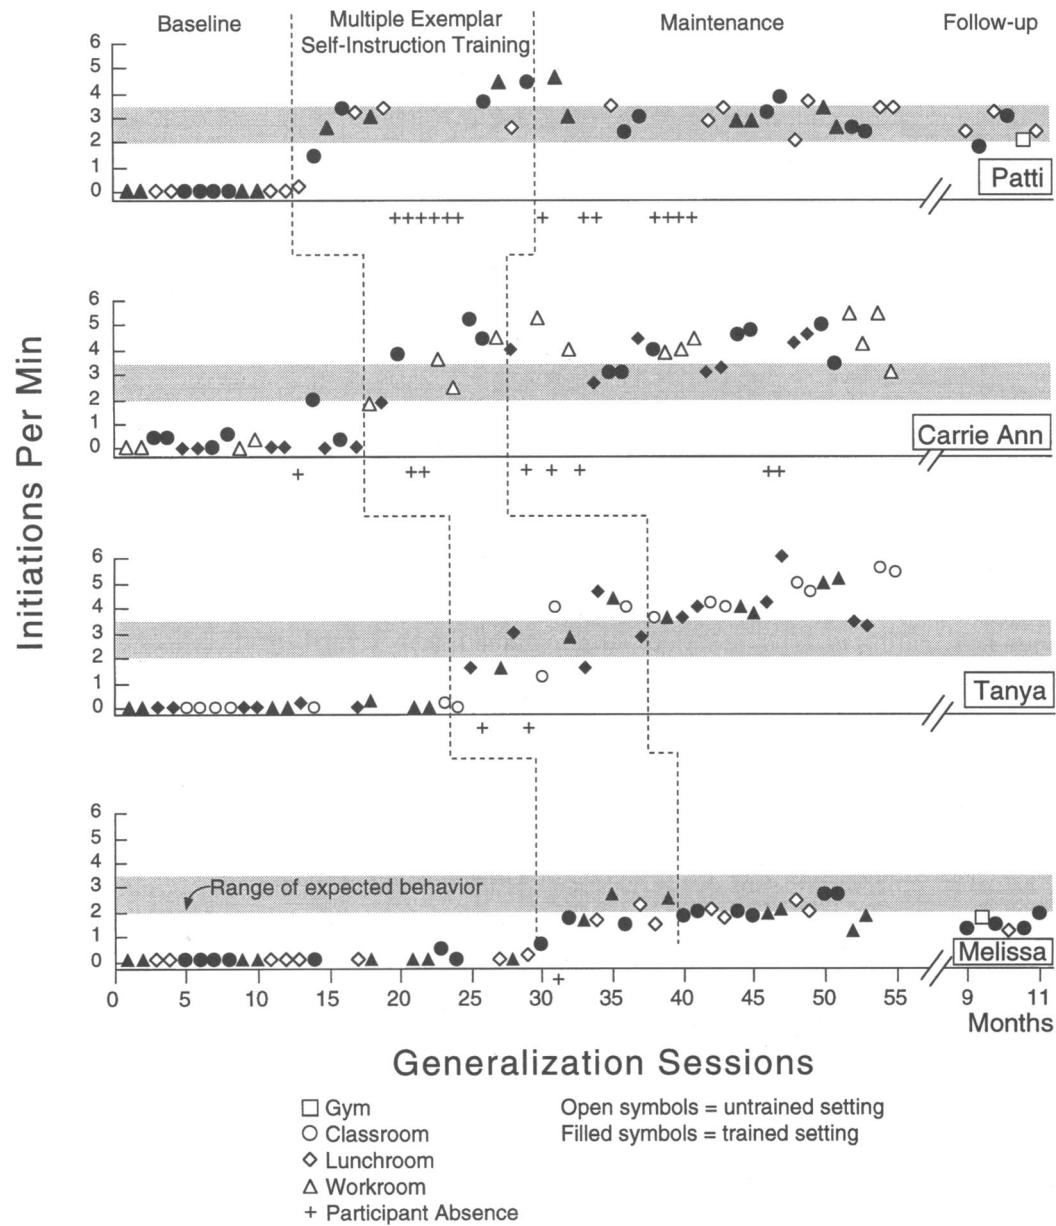 Baseline
Multiple Exemplar
Self-Instruction Training
Maintenance
Follow-up
Initiations Per Min
6
5
4
3
2
1
0
Patti
6
5
4
3
2
1
0
Carrie Ann
6
5
4
3
2
1
0
Tanya
6
5
4
3
2
1
0
Range of expected behavior
Melissa
0 5 10 15 20 25 30 35 40 45 50 55 9 11
Months
Generalization Sessions
Gym
Classroom
Lunchroom
Workroom
+ Participant Absence
Open symbols = untrained setting
Filled symbols = trained setting